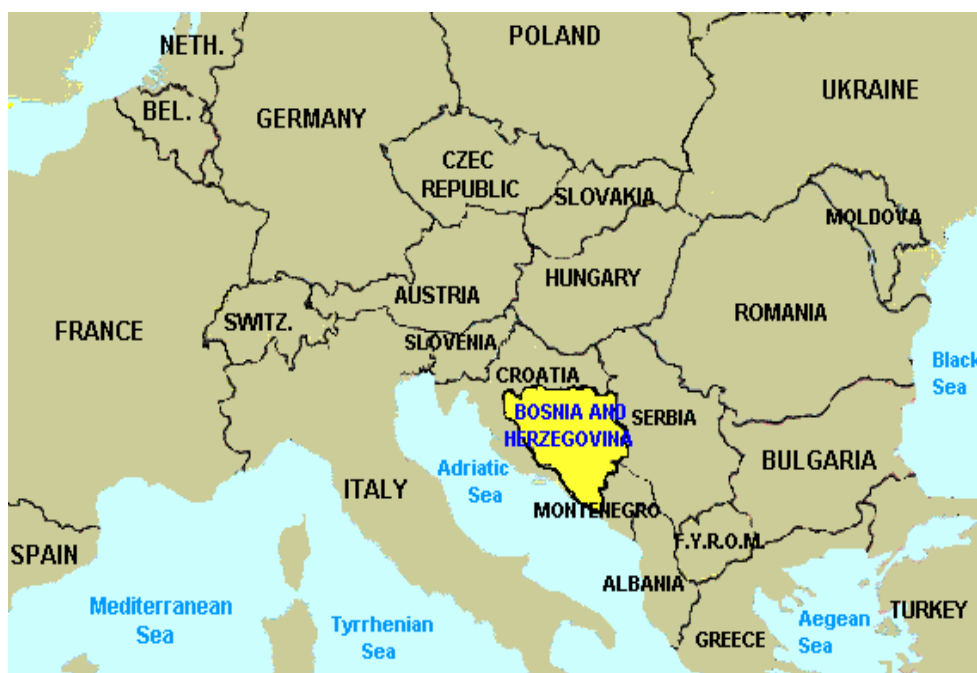 NETH.
POLAND
UKRAINE
BEL.
GERMANY
CZEC
REPUBLIC
SLOVAKIA
MOLDOVA
HUNGARY
AUSTRIA
ROMANIA
FRANCE
SWITZ.
SLOVENIA
CROATIA
Black
Sea
BOSNIA AND
HERZEGOVINA
SERBIA
BULGARIA
Adriatic
Sea
ITALY
MONTENEGRO
F.Y.R.O.M.
SPAIN
ALBANIA
Mediterranean
Sea
Tyrrhenian
Sea
GREECE
Aegean
Sea
TURKEY